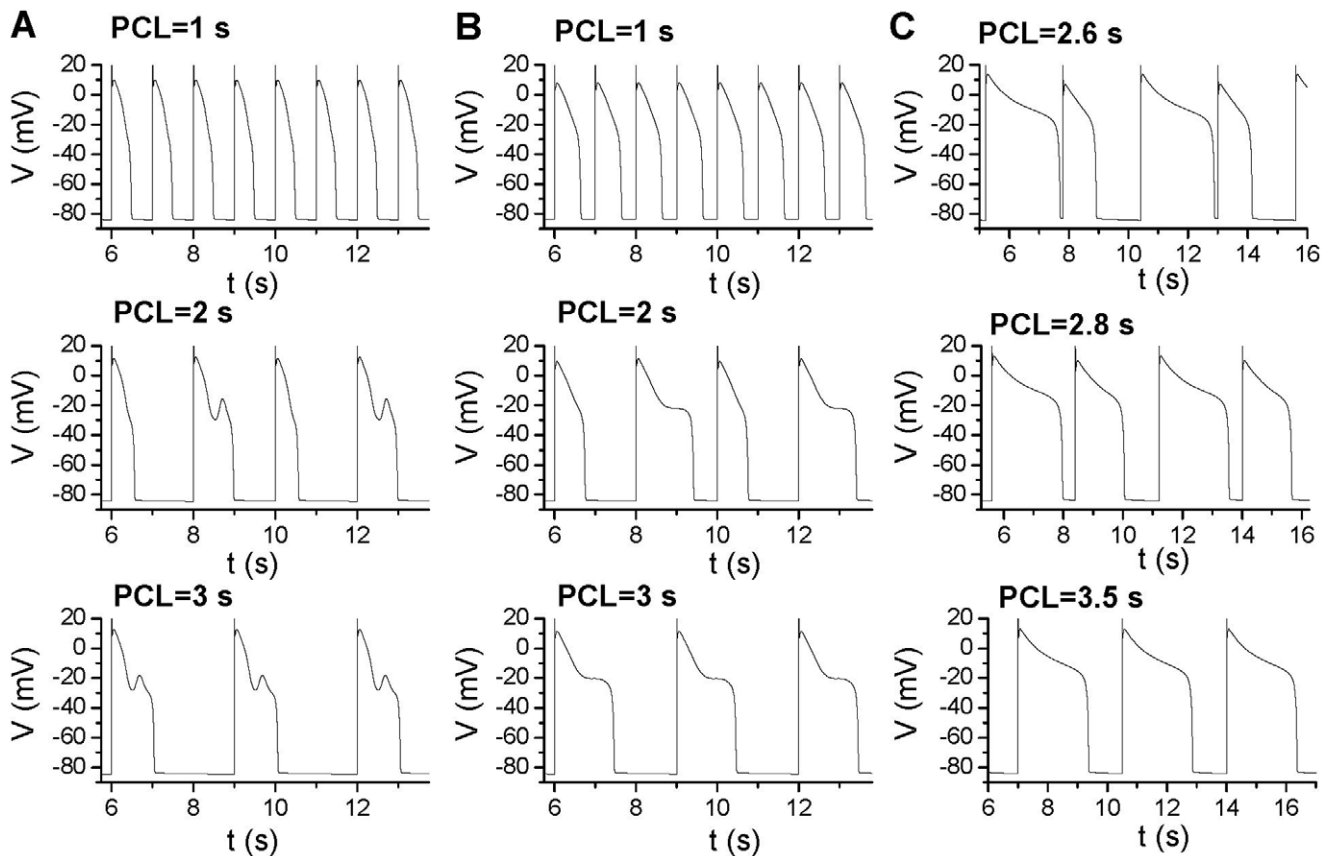 A
PCL=1 s
V (mV)
20
0
-20
-40
-60
-80
6 8 10 12
t (s)
PCL=2 s
V (mV)
20
0
-20
-40
-60
-80
6 8 10 12
t (s)
PCL=3 s
V (mV)
20
0
-20
-40
-60
-80
6 8 10 12
t (s)
B
PCL=1 s
V (mV)
20
0
-20
-40
-60
-80
6 8 10 12
t (s)
PCL=2 s
V (mV)
20
0
-20
-40
-60
-80
6 8 10 12
t (s)
PCL=3 s
V (mV)
20
0
-20
-40
-60
-80
6 8 10 12
t (s)
C
PCL=2.6 s
V (mV)
20
0
-20
-40
-60
-80
6 8 10 12 14 16
t (s)
PCL=2.8 s
V (mV)
20
0
-20
-40
-60
-80
6 8 10 12 14 16
t (s)
PCL=3.5 s
V (mV)
20
0
-20
-40
-60
-80
6 8 10 12 14 16
t (s)